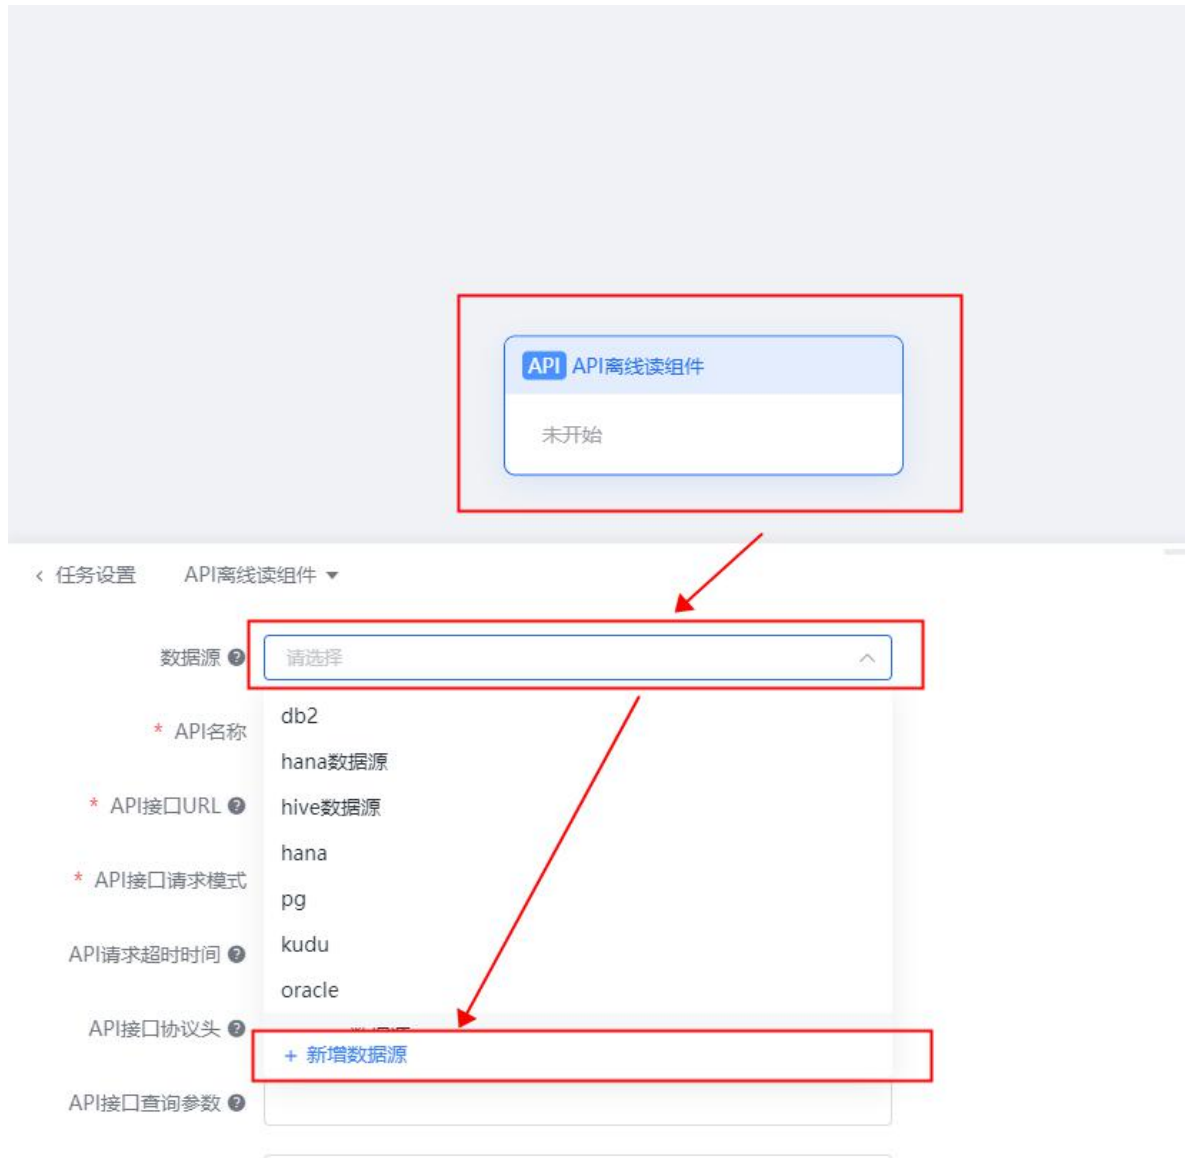 API API离线读组件
未开始
任务设置 API离线读组件
数据源 请选择
db2
* API名称
hana数据源
* API接口URL hive数据源
hana
* API接口请求模式
pg
kudu
API请求超时时间
oracle
API接口协议头
+ 新增数据源
API接口查询参数